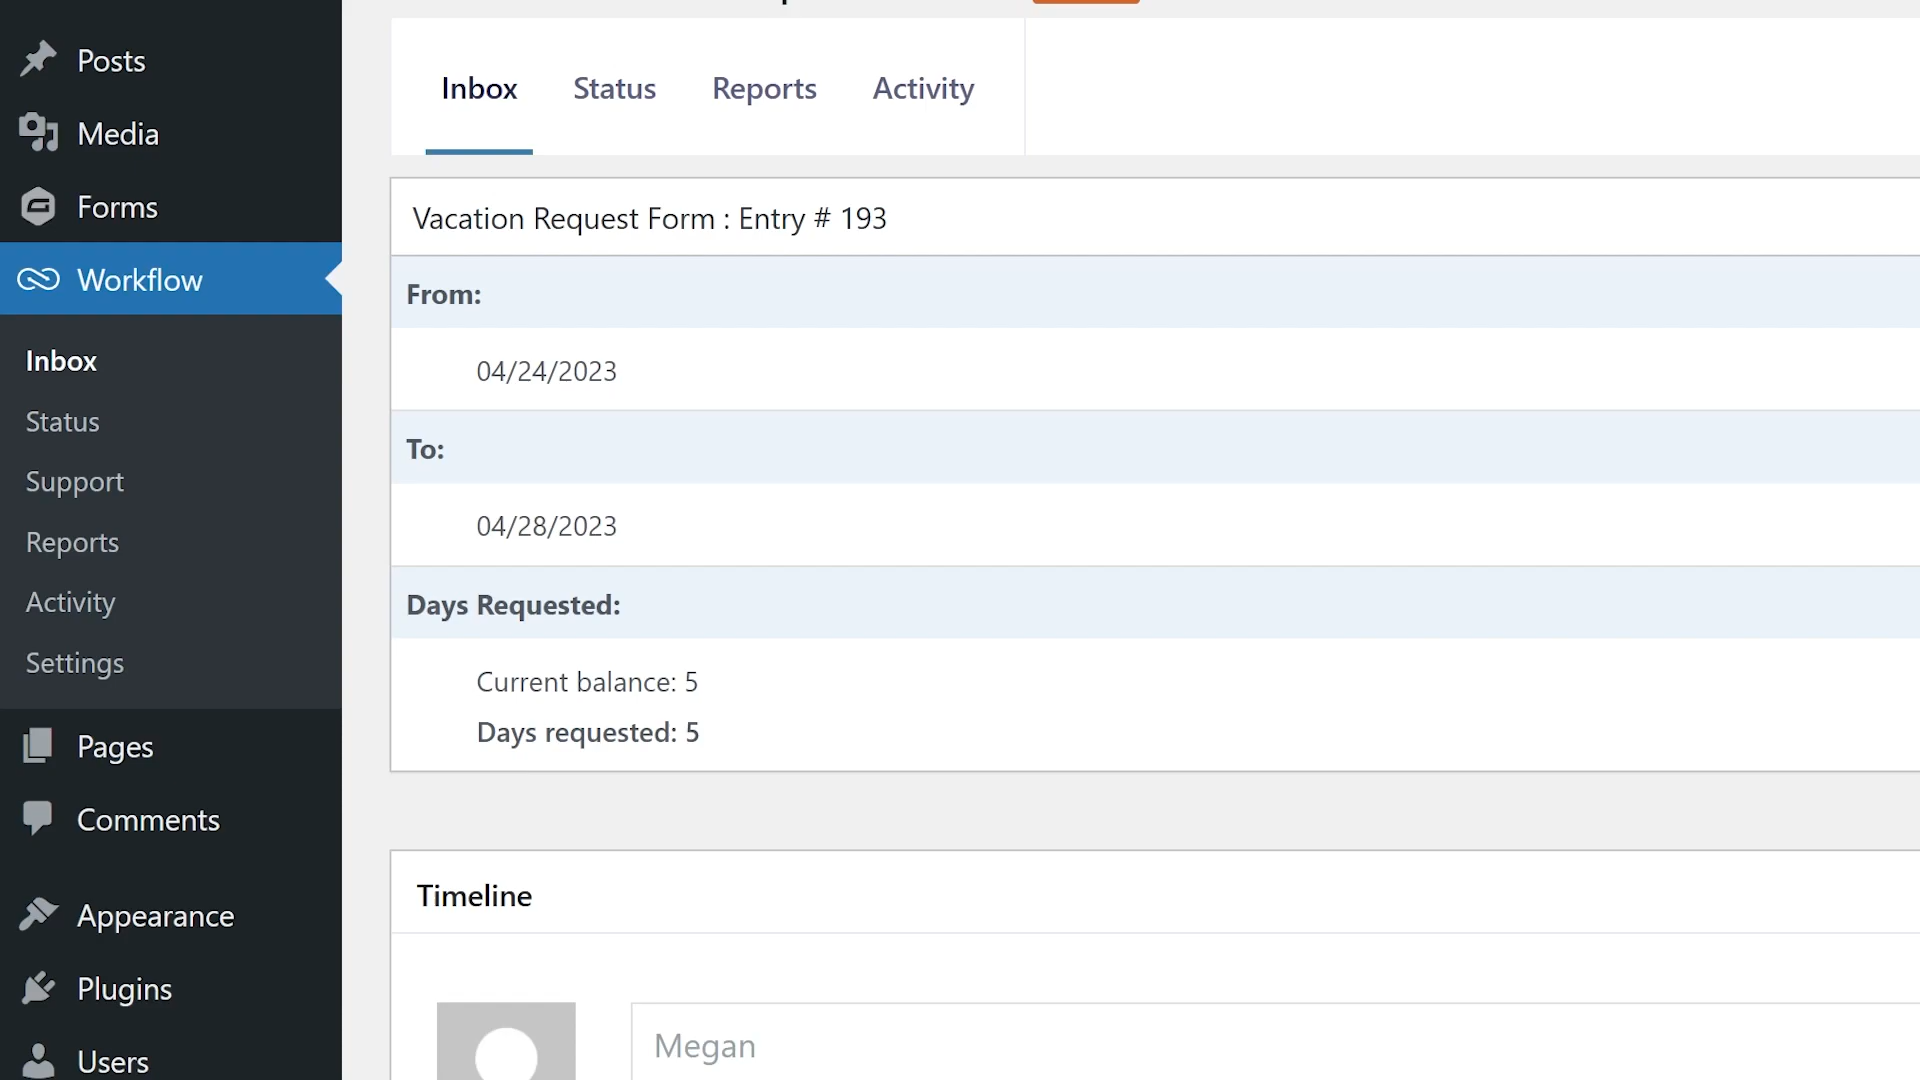 Posts
Media
Forms
Workflow
Inbox
Status
Support
Reports
Activity
Settings
Pages
Comments
Appearance
Plugins
Users
Inbox Status Reports Activity
Vacation Request Form : Entry # 193
From:
04/24/2023
To:
04/28/2023
Days Requested:
Current balance: 5
Days requested: 5
Timeline
Megan